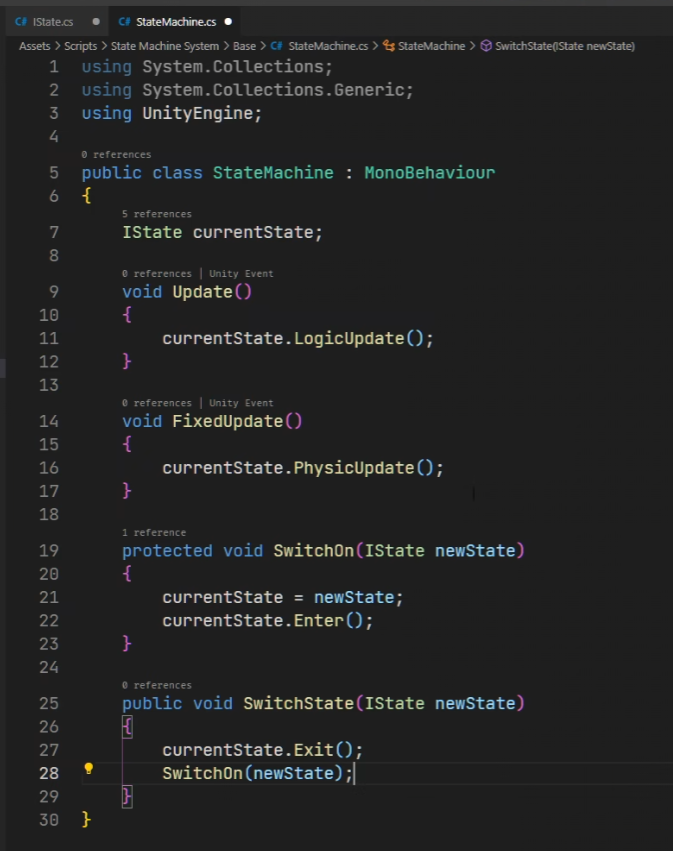 C# IState.cs ● C# StateMachine.cs ●
Assets > Scripts > State Machine System > Base > C# StateMachine.cs > StateMachine > SwitchState(IState newState)
1 using System.Collections;
2 using System.Collections.Generic;
3 using UnityEngine;
4
0 references
5 public class StateMachine : MonoBehaviour
6 {
5 references
7 IState currentState;
8
0 references | Unity Event
9 void Update()
10 {
11 currentState.LogicUpdate();
12 }
13
0 references | Unity Event
14 void FixedUpdate()
15 {
16 currentState.PhysicUpdate();
17 }
18
1 reference
19 protected void SwitchOn(IState newState)
20 {
21 currentState = newState;
22 currentState.Enter();
23 }
24
0 references
25 public void SwitchState(IState newState)
26 {
27 currentState.Exit();
28 SwitchOn(newState);
29 }
30 }